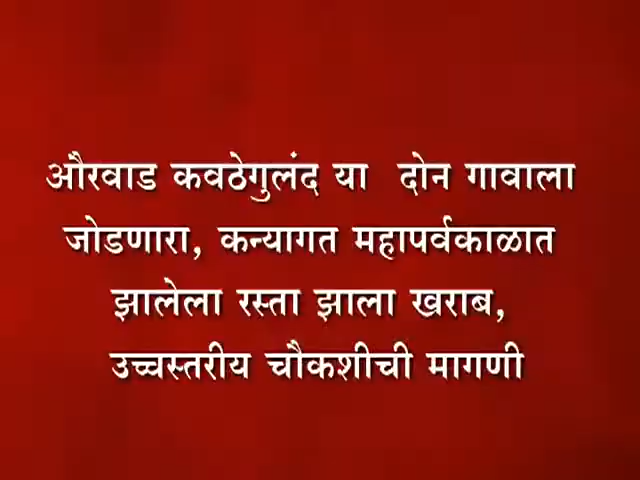 औरवाड कवठेगुलंद या दोन गावाला
जोडणारा, कन्यागत महापर्वकाळात
झालेला रस्ता झाला खराब,
उच्चस्तरीय चौकशीची मागणी